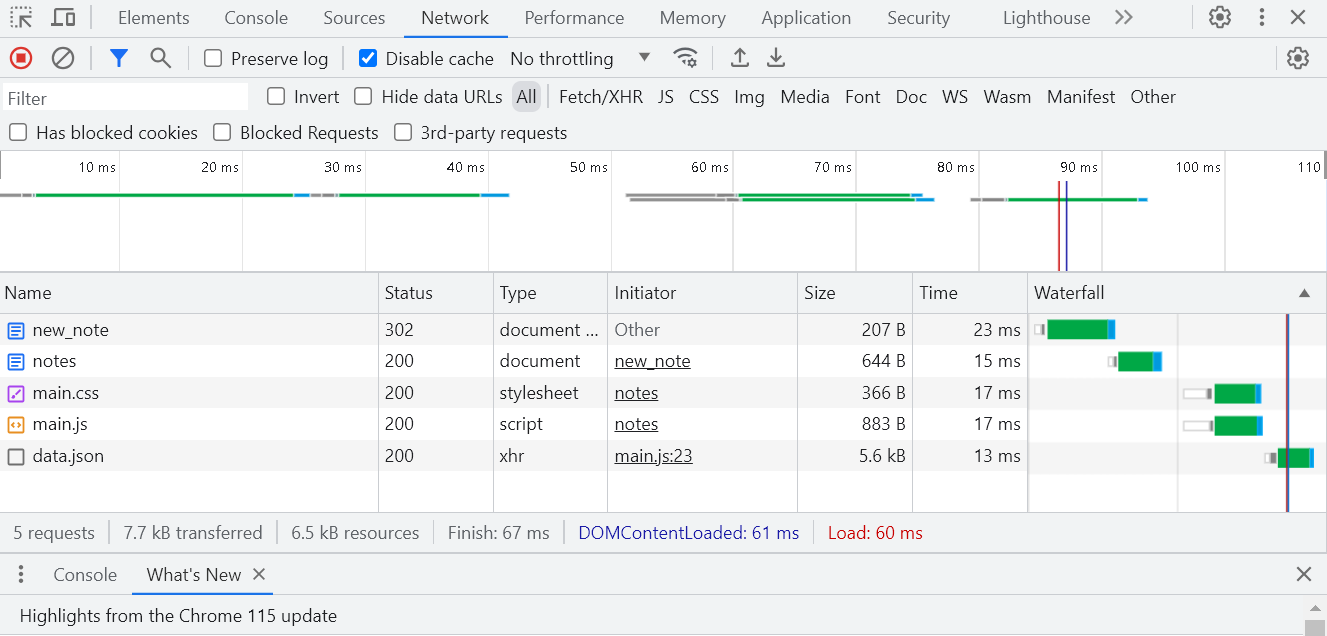 Elements Console Sources Network Performance Memory Application Security Lighthouse
Preserve log Disable cache No throttling
Filter Invert Hide data URLs All Fetch/XHR JS CSS Img Media Font Doc WS Wasm Manifest Other
Has blocked cookies Blocked Requests 3rd-party requests
10 ms 20 ms 30 ms 40 ms 50 ms 60 ms 70 ms 80 ms 90 ms 100 ms 110
Name Status Type Initiator Size Time Waterfall
new_note 302 document ... Other 207 B 23 ms
notes 200 document new_note 644 B 15 ms
main.css 200 stylesheet notes 366 B 17 ms
main.js 200 script notes 883 B 17 ms
data.json 200 xhr main.js:23 5.6 kB 13 ms
5 requests 7.7 kB transferred 6.5 kB resources Finish: 67 ms DOMContentLoaded: 61 ms Load: 60 ms
Console What's New
Highlights from the Chrome 115 update